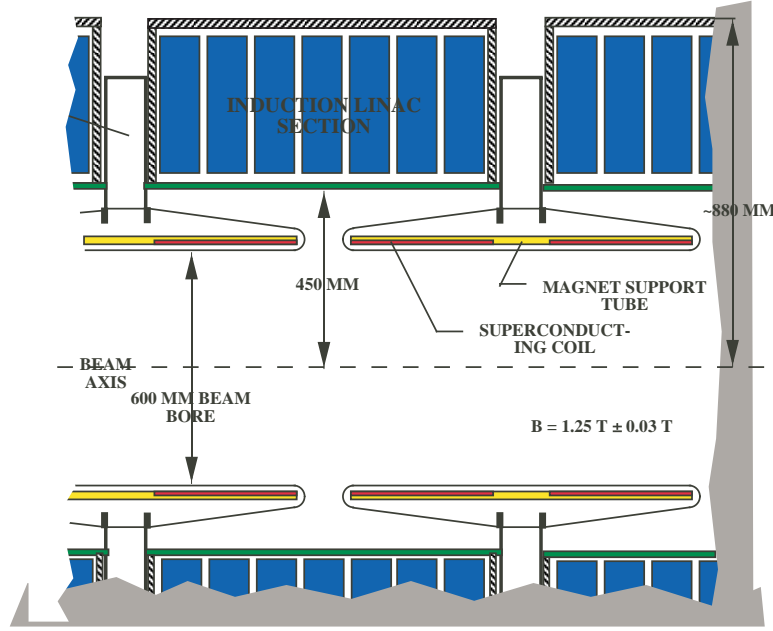 INDUCTION LINAC
SECTION
~880 MM
450 MM
MAGNET SUPPORT
TUBE
SUPERCONDUCT-
ING COIL
BEAM
AXIS
600 MM BEAM
BORE
B = 1.25 T ± 0.03 T